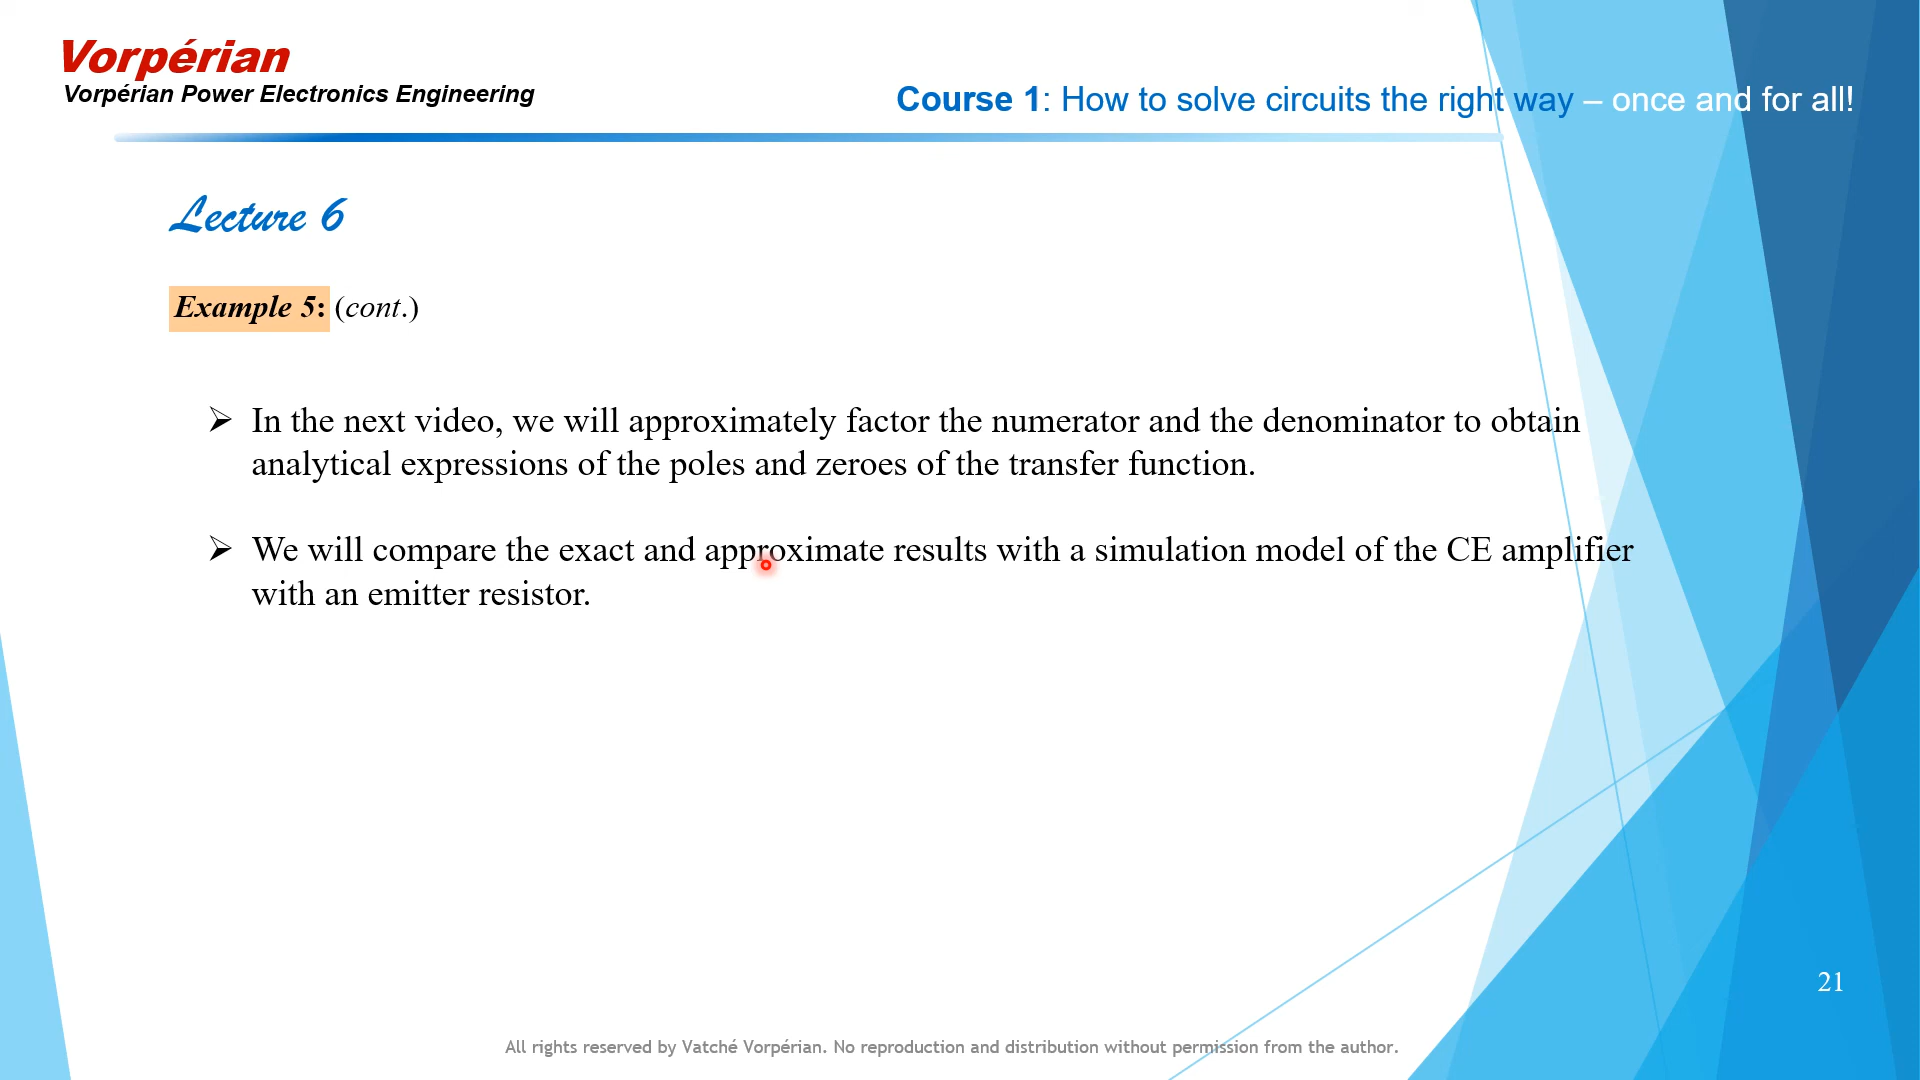 Vorpérian
Vorpérian Power Electronics Engineering
Course 1: How to solve circuits the right way – once and for all!
Lecture 6
Example 5: (cont.)
➢ In the next video, we will approximately factor the numerator and the denominator to obtain
analytical expressions of the poles and zeroes of the transfer function.
➢ We will compare the exact and approximate results with a simulation model of the CE amplifier
with an emitter resistor.
21
All rights reserved by Vatché Vorpérian. No reproduction and distribution without permission from the author.